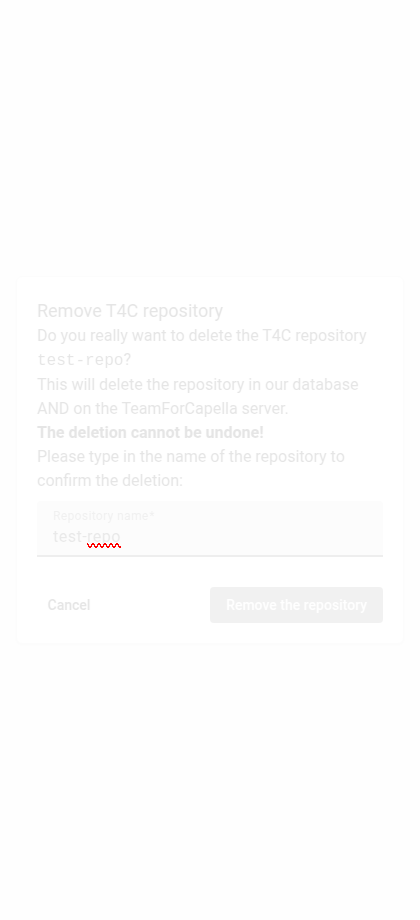 Remove T4C repository
Do you really want to delete the T4C repository
test-repo?
This will delete the repository in our database
AND on the TeamForCapella server.
The deletion cannot be undone!
Please type in the name of the repository to
confirm the deletion:
Repository name*
test-repo
Cancel
Remove the repository